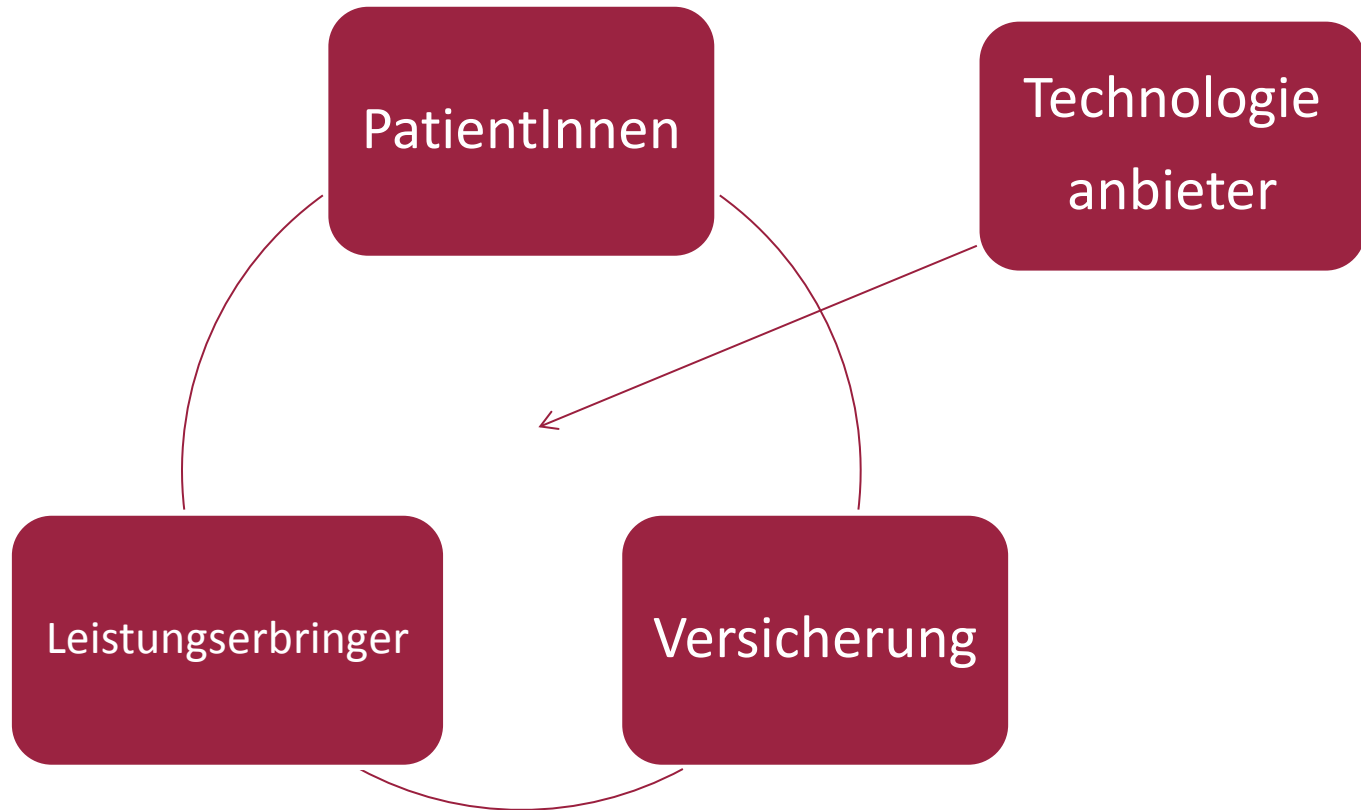 PatientInnen
Technologie
anbieter
Leistungserbringer
Versicherung